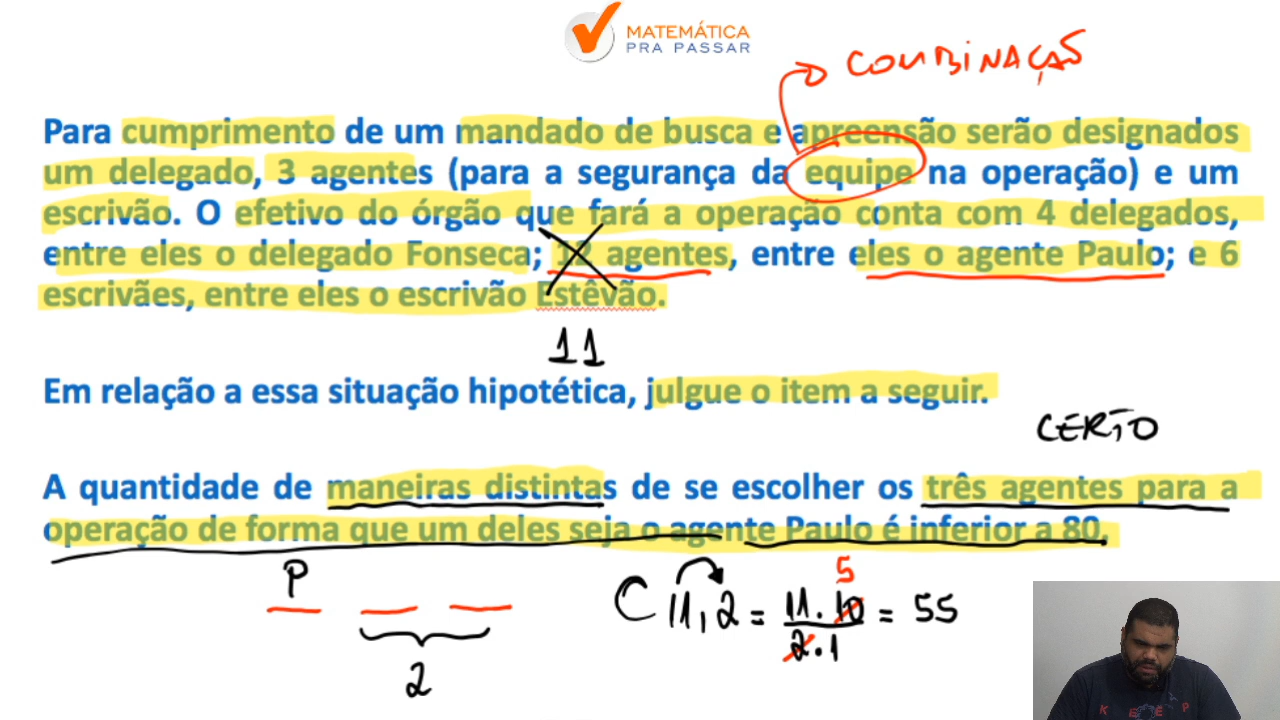 MATEMÁTICA
PRA PASSAR
COMBINAÇAS
Para cumprimento de um mandado de busca e apreensão serão designados
um delegado, 3 agentes (para a segurança da equipe na operação) e um
escrivão. O efetivo do órgão que fará a operação conta com 4 delegados,
entre eles o delegado Fonseca; 12 agentes, entre eles o agente Paulo; e 6
escrivães, entre eles o escrivão Estêvão.
11
Em relação a essa situação hipotética, julgue o item a seguir.
CERTO
A quantidade de maneiras distintas de se escolher os três agentes para a
operação de forma que um deles seja o agente Paulo é inferior a 80.
P
2
C 11,2 = 11.10 5 / 2.1 = 55
K E E P